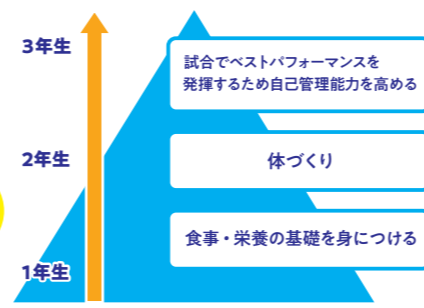 3年生
試合でベストパフォーマンスを
発揮するため自己管理能力を高める
2年生
体づくり
食事・栄養の基礎を身につける
1年生